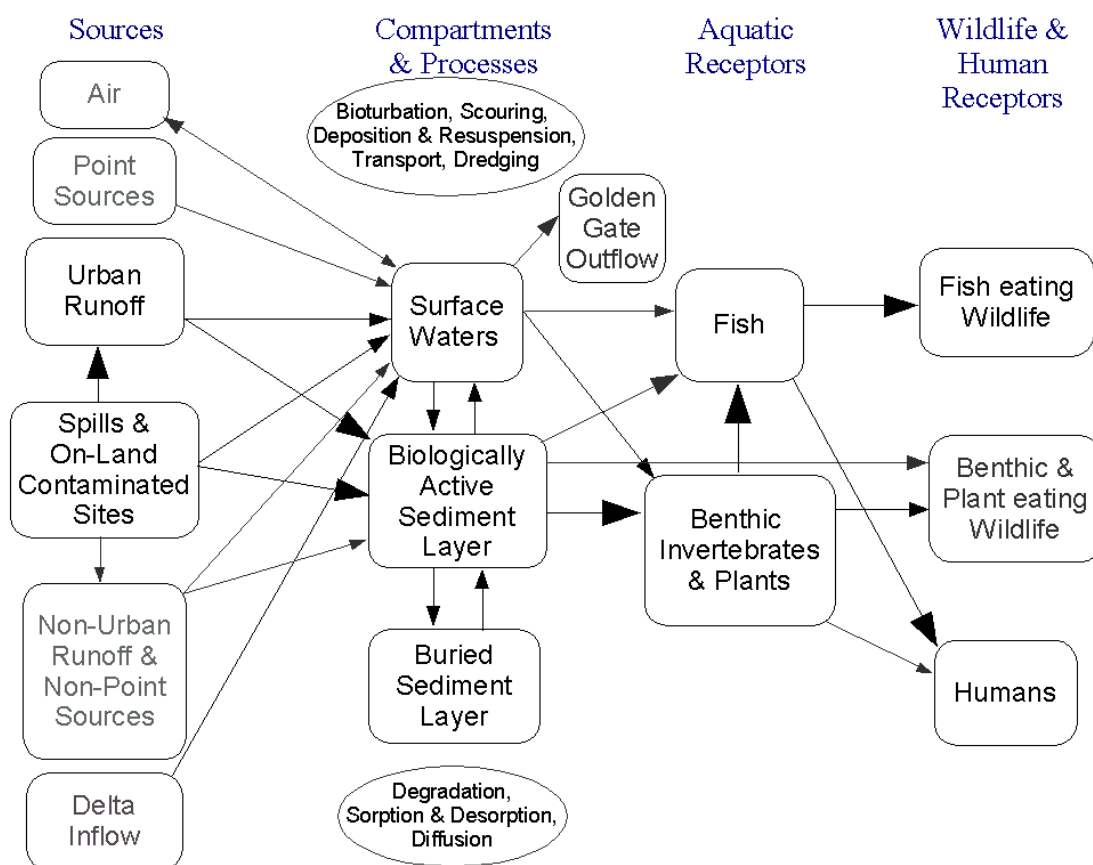 Sources
Compartments
& Processes
Aquatic
Receptors
Wildlife &
Human
Receptors
Air
Bioturbation, Scouring,
Deposition & Resuspension,
Transport, Dredging
Point
Sources
Golden
Gate
Outflow
Urban
Runoff
Surface
Waters
Fish
Fish eating
Wildlife
Spills &
On-Land
Contaminated
Sites
Biologically
Active
Sediment
Layer
Benthic
Invertebrates
& Plants
Benthic &
Plant eating
Wildlife
Non-Urban
Runoff &
Non-Point
Sources
Buried
Sediment
Layer
Humans
Delta
Inflow
Degradation,
Sorption & Desorption,
Diffusion